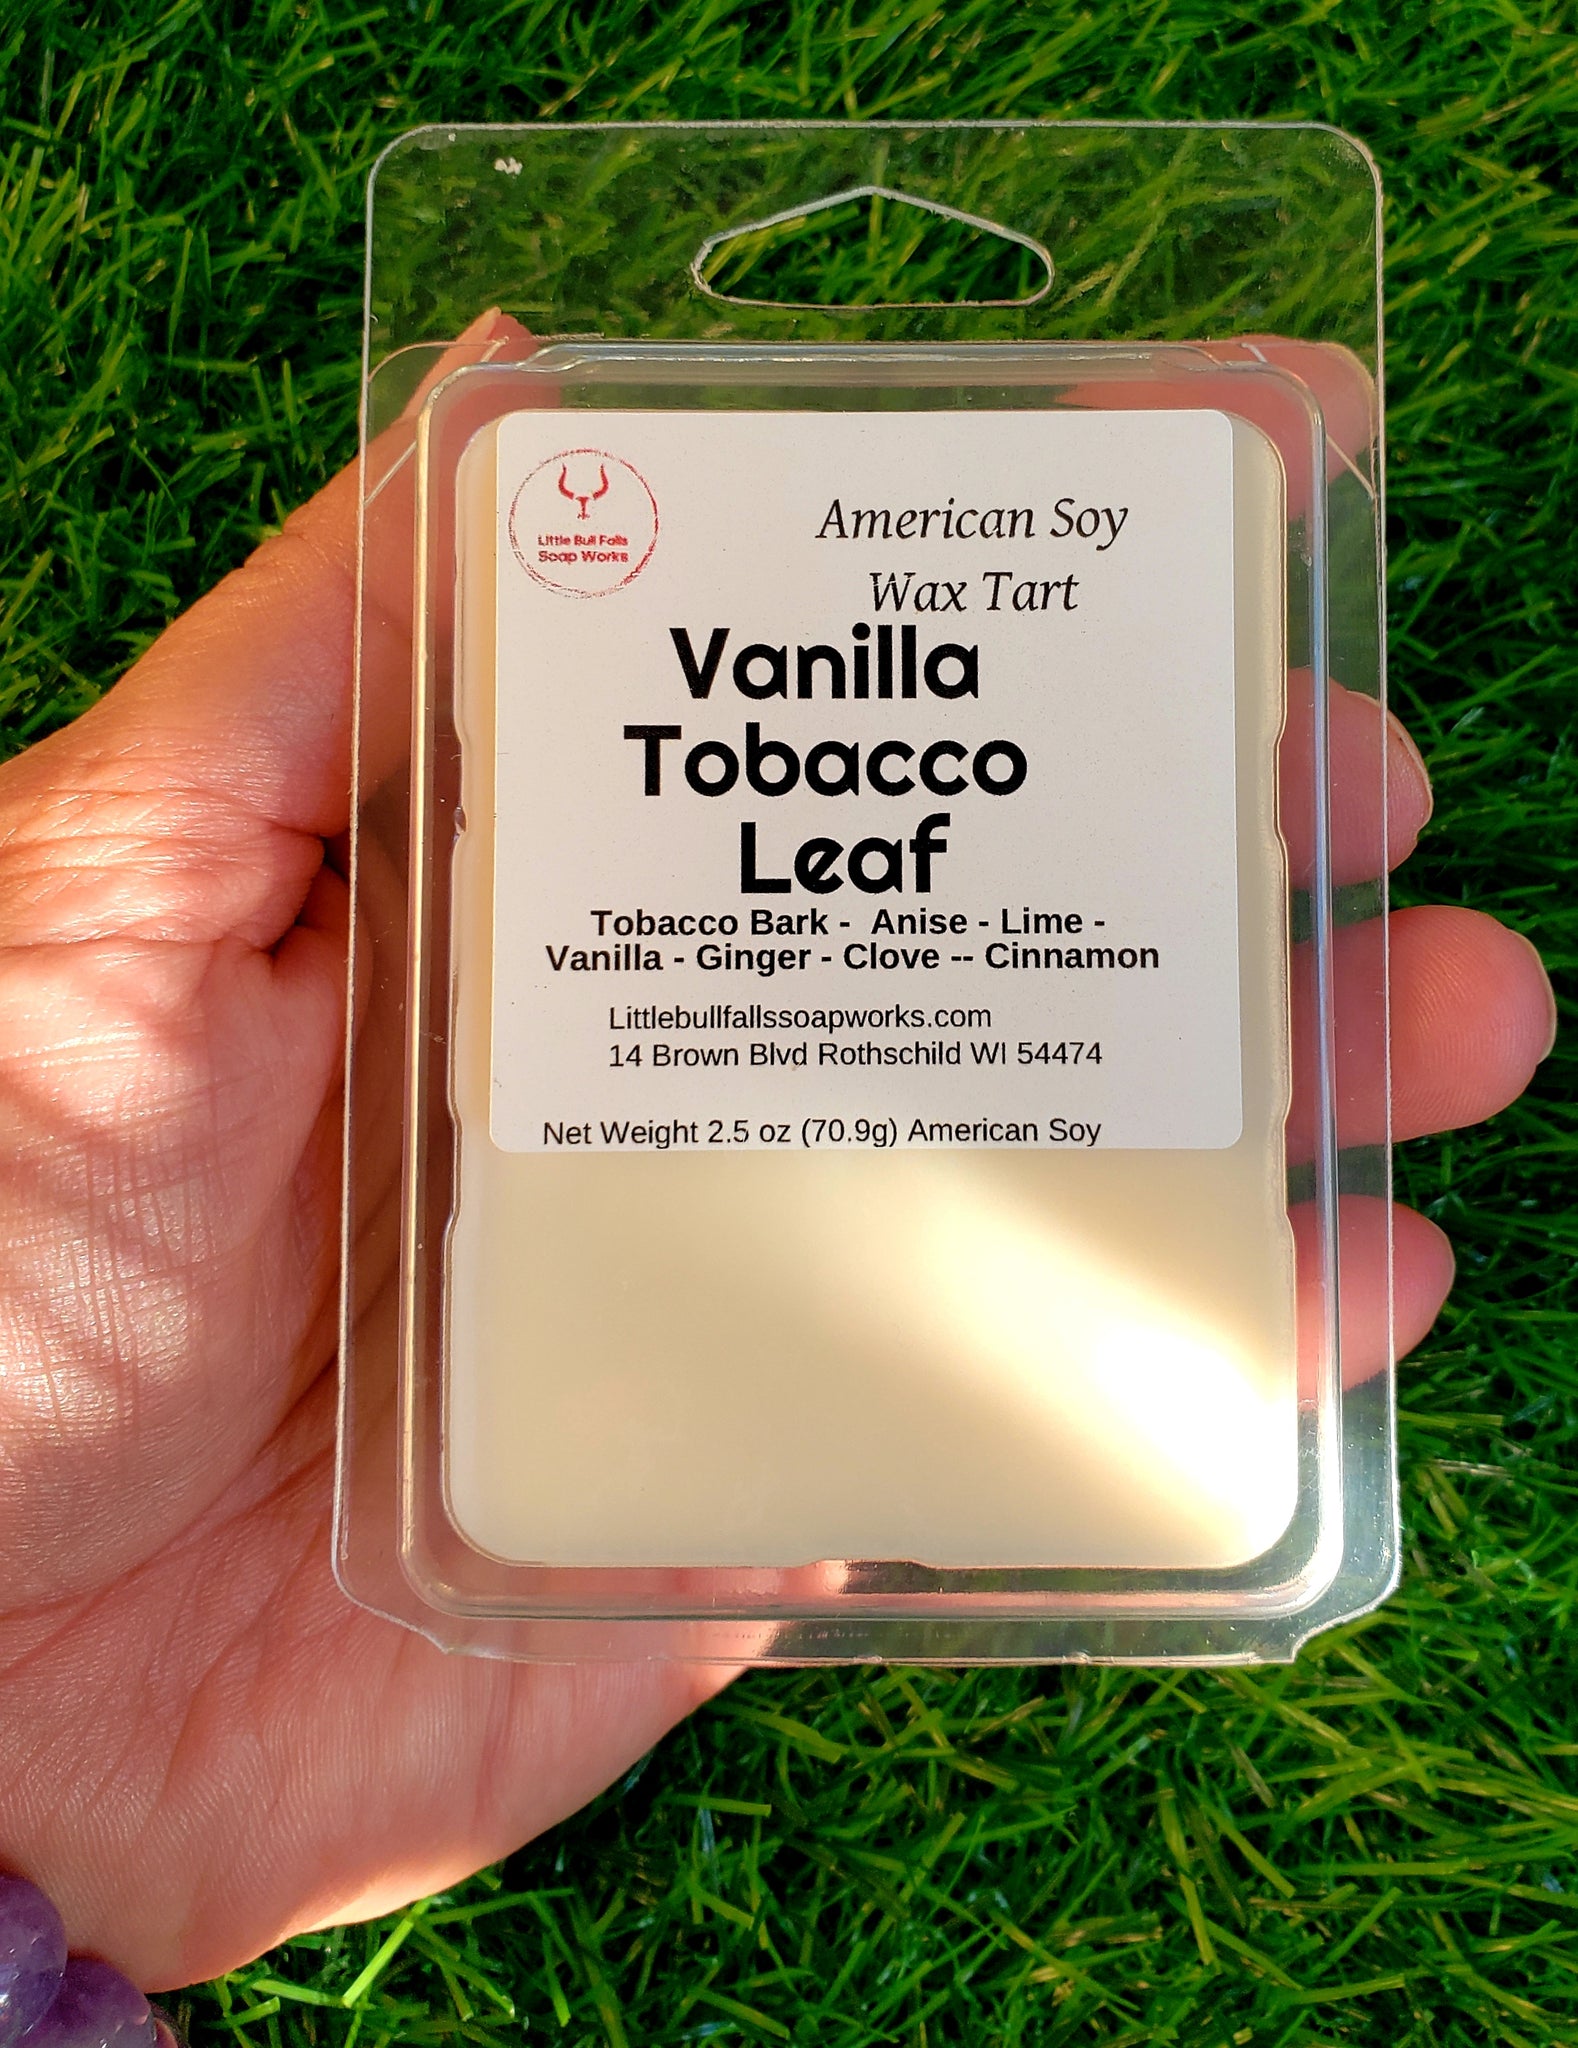 Little Bull Falls
Soap Works
American Soy
Wax Tart
Vanilla
Tobacco
Leaf
Tobacco Bark -  Anise - Lime -
Vanilla - Ginger - Clove -- Cinnamon
Littlebullfallssoapworks.com
14 Brown Blvd Rothschild WI 54474
Net Weight 2.5 oz (70.9g) American Soy